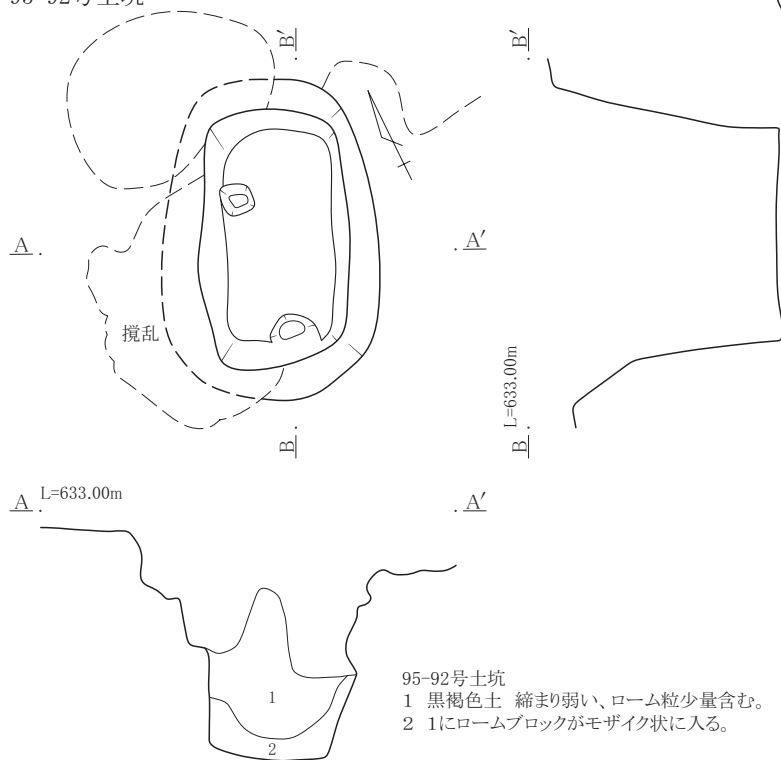 95-92号土坑
B′
B′
A
A′
撹乱
L=633.00m
B
B
A L=633.00m
A′
1
2
95-92号土坑
1 黒褐色土 締まり弱い、ローム粒少量含む。
2 1にロームブロックがモザイク状に入る。